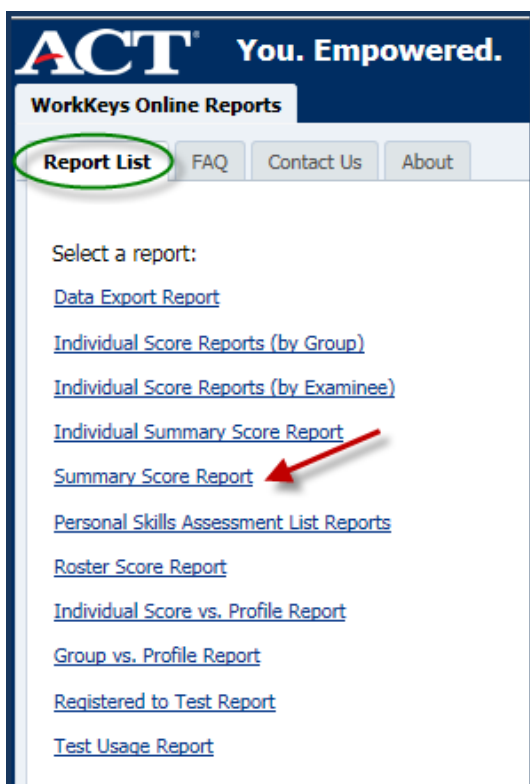 ACT® You. Empowered.
WorkKeys Online Reports
Report List FAQ Contact Us About
Select a report:
Data Export Report
Individual Score Reports (by Group)
Individual Score Reports (by Examinee)
Individual Summary Score Report
Summary Score Report
Personal Skills Assessment List Reports
Roster Score Report
Individual Score vs. Profile Report
Group vs. Profile Report
Registered to Test Report
Test Usage Report